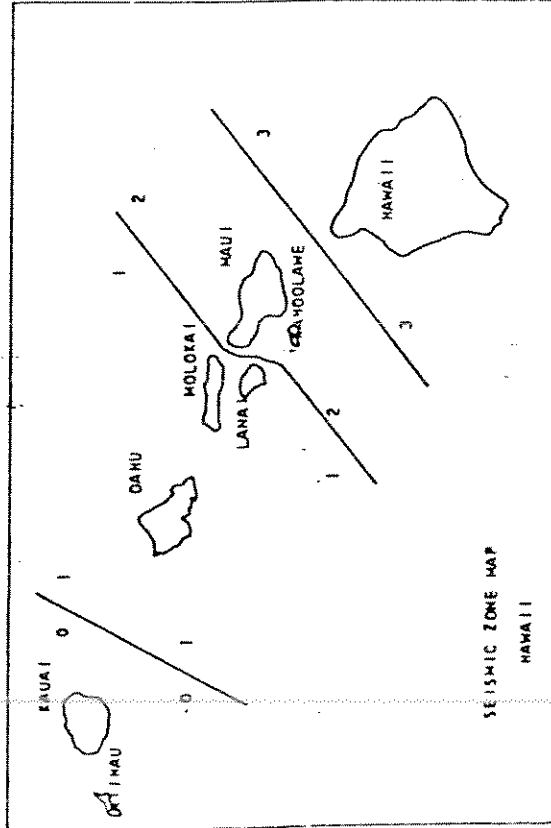 NIIHAU
KAUAI
0
1
0
1
OAHU
MOLOKAI
LANAI
MAUI
KAHOOLAWE
1
2
1
2
3
3
HAWAII
SEISMIC ZONE MAP
HAWAII